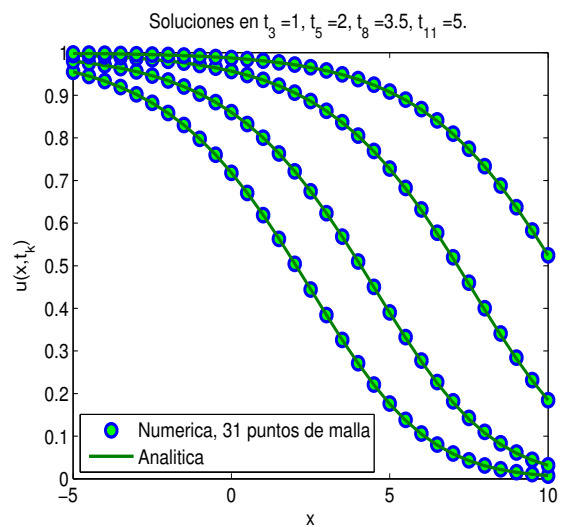 Soluciones en t₃ =1, t₅ =2, t₈ =3.5, t₁₁ =5.
1
0.9
0.8
0.7
0.6
0.5
0.4
0.3
0.2
0.1
0
u(x,tₖ)
Numerica, 31 puntos de malla
Analitica
−5 0 5 10
x